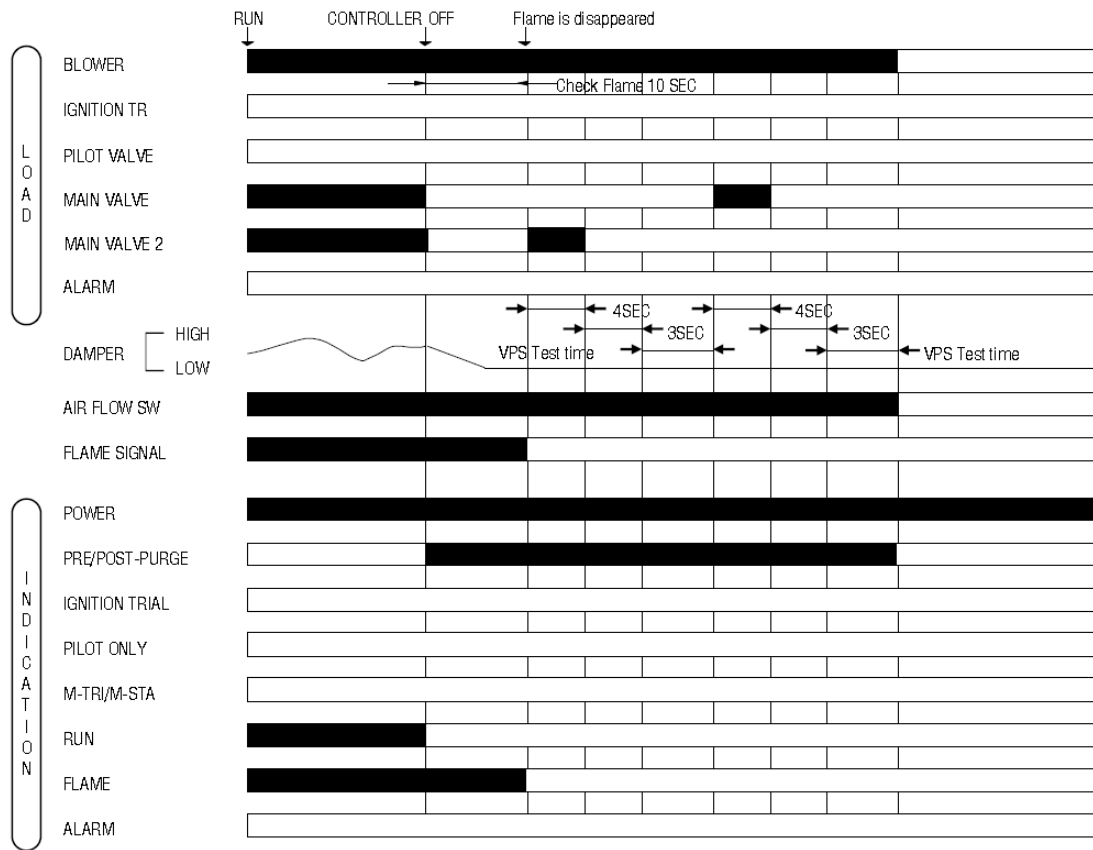 RUN CONTROLLER OFF Flame is disappeared
LOAD
BLOWER
Check Flame 10 SEC
IGNITION TR
PILOT VALVE
MAIN VALVE
MAIN VALVE 2
ALARM
4SEC 4SEC
HIGH
3SEC 3SEC
DAMPER
VPS Test time VPS Test time
LOW
AIR FLOW SW
FLAME SIGNAL
INDICATION
POWER
PRE/POST-PURGE
IGNITION TRIAL
PILOT ONLY
M-TRI/M-STA
RUN
FLAME
ALARM